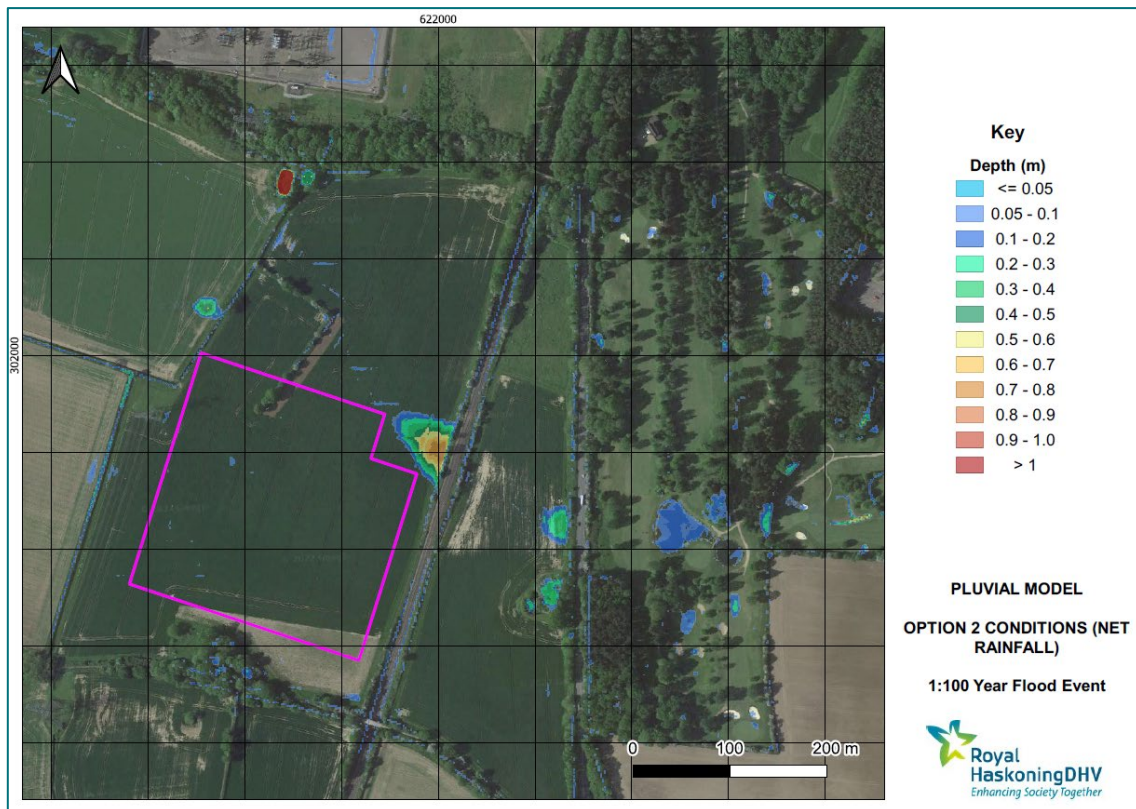 622000
302000
Key
Depth (m)
<= 0.05
0.05 - 0.1
0.1 - 0.2
0.2 - 0.3
0.3 - 0.4
0.4 - 0.5
0.5 - 0.6
0.6 - 0.7
0.7 - 0.8
0.8 - 0.9
0.9 - 1.0
> 1
PLUVIAL MODEL
OPTION 2 CONDITIONS (NET
RAINFALL)
1:100 Year Flood Event
0 100 200 m
Royal
HaskoningDHV
Enhancing Society Together